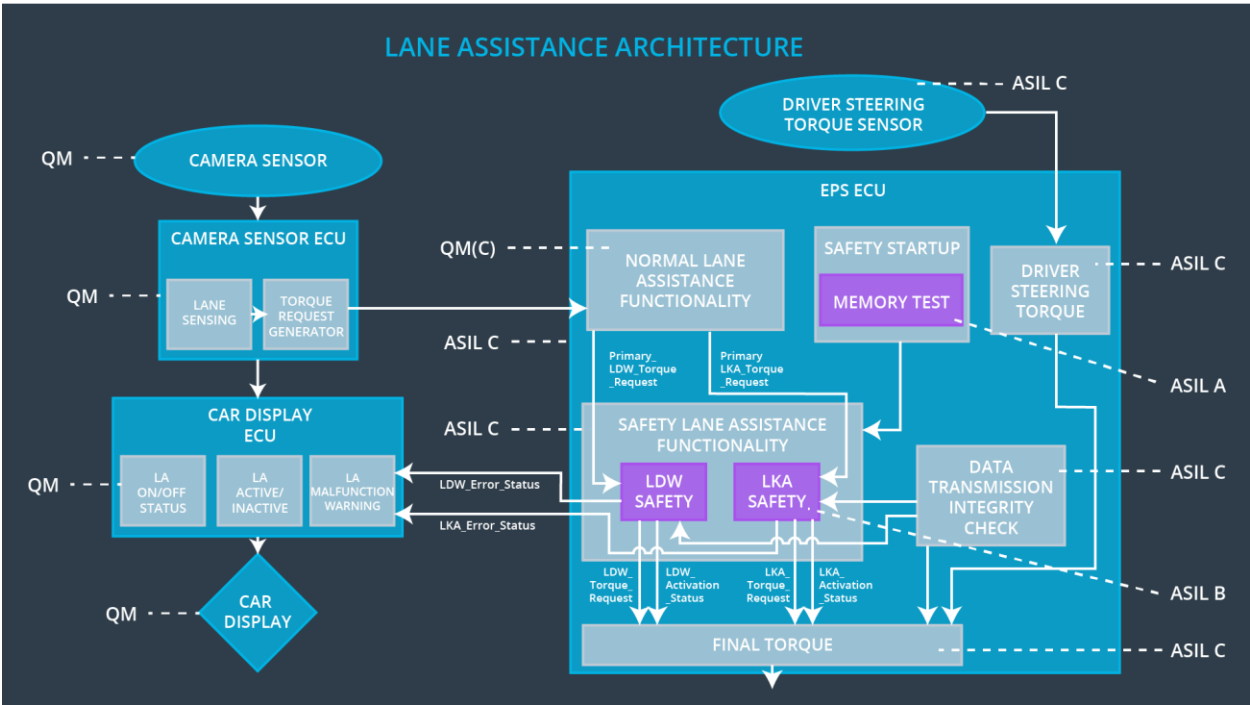 LANE ASSISTANCE ARCHITECTURE
ASIL C
DRIVER STEERING
TORQUE SENSOR
QM
CAMERA SENSOR
EPS ECU
CAMERA SENSOR ECU
QM(C)
NORMAL LANE
ASSISTANCE
FUNCTIONALITY
SAFETY STARTUP
MEMORY TEST
DRIVER
STEERING
TORQUE
ASIL C
QM
LANE
SENSING
TORQUE
REQUEST
GENERATOR
ASIL C
Primary_
LDW_Torque
_Request
Primary
LKA_Torque
_Request
ASIL A
CAR DISPLAY
ECU
ASIL C
SAFETY LANE ASSISTANCE
FUNCTIONALITY
QM
LA
ON/OFF
STATUS
LA
ACTIVE/
INACTIVE
LA
MALFUNCTION
WARNING
LDW_Error_Status
LKA_Error_Status
LDW
SAFETY
LKA
SAFETY
DATA
TRANSMISSION
INTEGRITY
CHECK
ASIL C
LDW_
Torque_
Request
LDW_
Activation
_Status
LKA_
Torque_
Request
LKA_
Activation
_Status
ASIL B
QM
CAR
DISPLAY
FINAL TORQUE
ASIL C